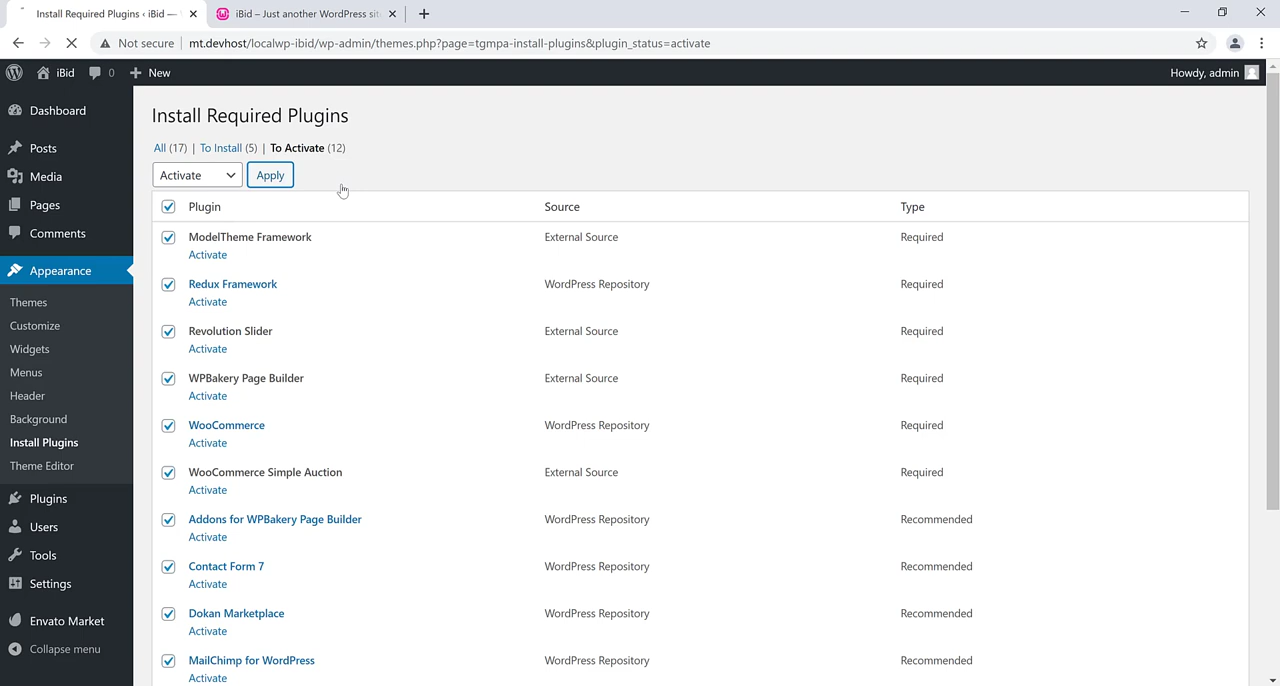 Install Required Plugins ‹ iBid —
iBid – Just another WordPress sit
Not secure | mt.devhost/localwp-ibid/wp-admin/themes.php?page=tgmpa-install-plugins&plugin_status=activate
iBid 0 New Howdy, admin
Dashboard
Posts
Media
Pages
Comments
Appearance
Themes
Customize
Widgets
Menus
Header
Background
Install Plugins
Theme Editor
Plugins
Users
Tools
Settings
Envato Market
Collapse menu
Install Required Plugins
All (17) | To Install (5) | To Activate (12)
Activate Apply
Plugin Source Type
ModelTheme Framework External Source Required
Activate
Redux Framework WordPress Repository Required
Activate
Revolution Slider External Source Required
Activate
WPBakery Page Builder External Source Required
Activate
WooCommerce WordPress Repository Required
Activate
WooCommerce Simple Auction External Source Required
Activate
Addons for WPBakery Page Builder WordPress Repository Recommended
Activate
Contact Form 7 WordPress Repository Recommended
Activate
Dokan Marketplace WordPress Repository Recommended
Activate
MailChimp for WordPress WordPress Repository Recommended
Activate